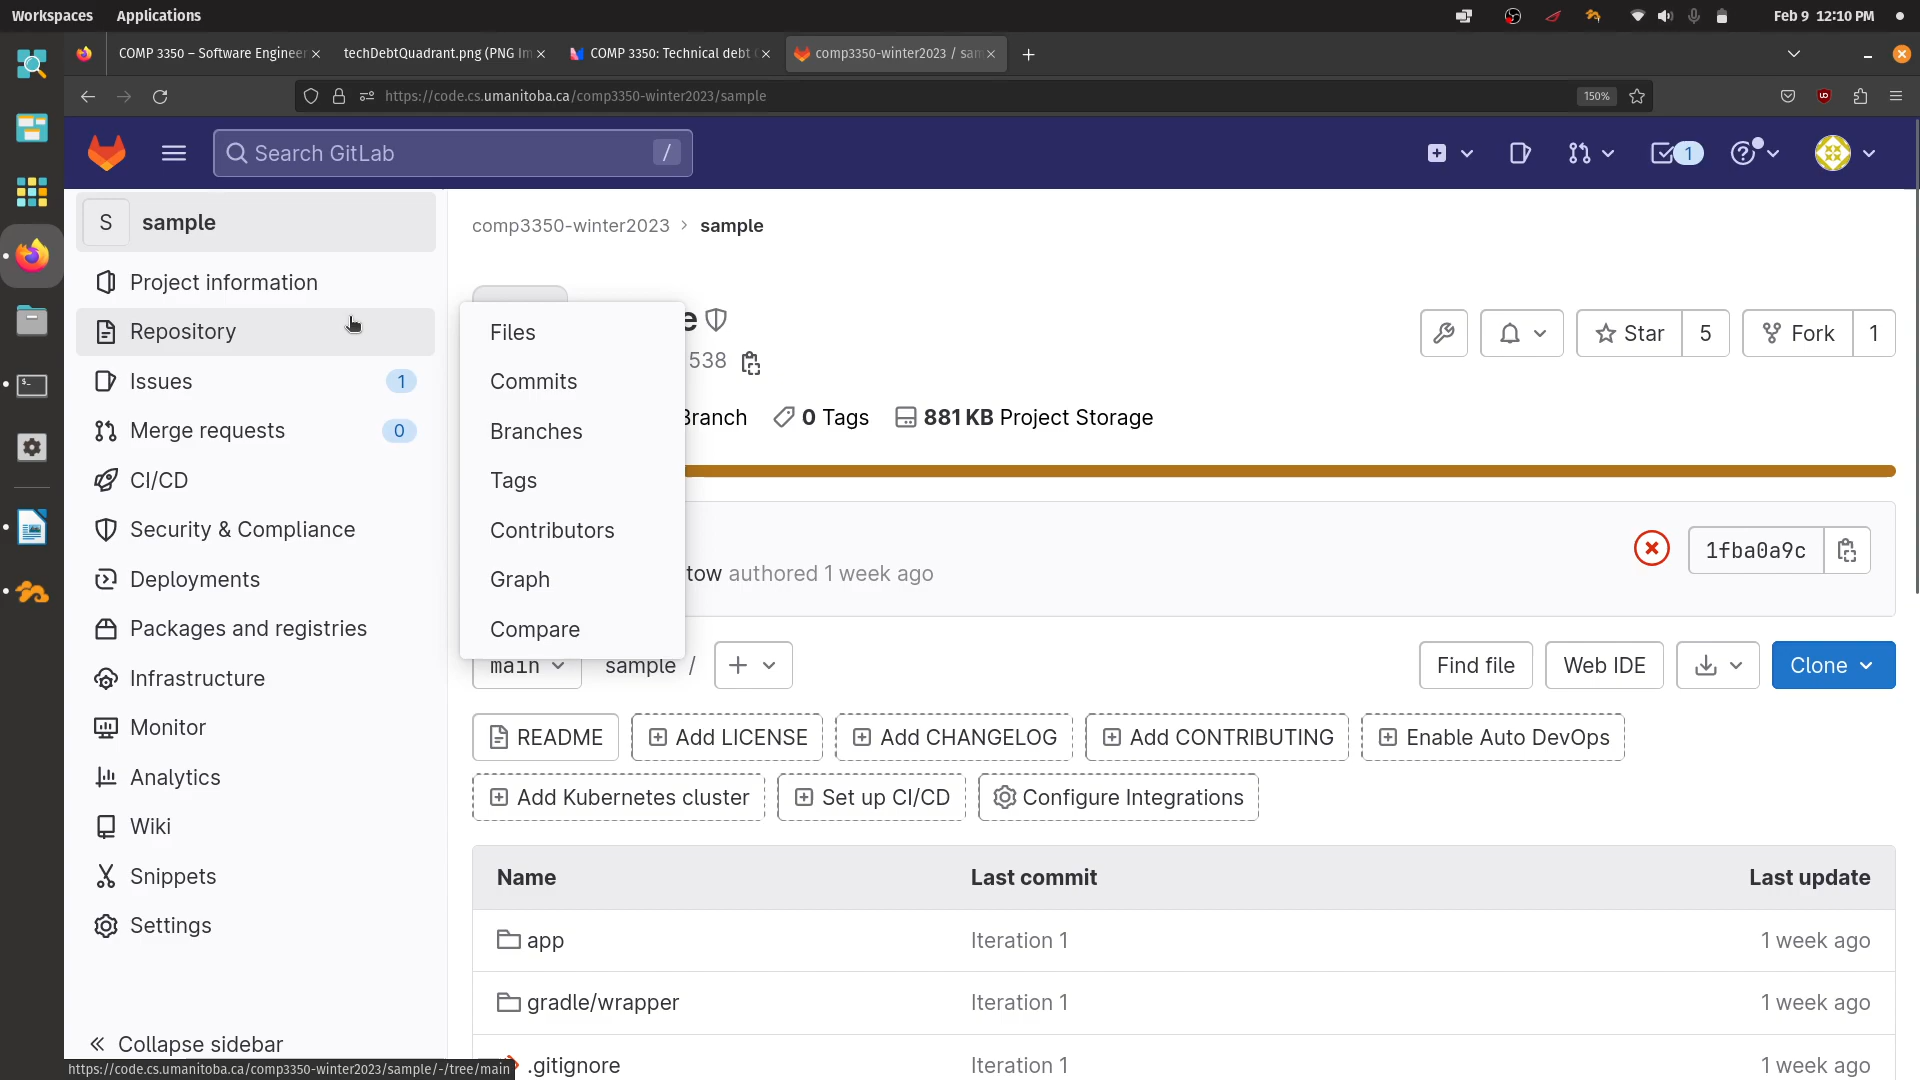 Workspaces Applications Feb 9 12:10 PM
COMP 3350 – Software Engineer techDebtQuadrant.png (PNG Im COMP 3350: Technical debt comp3350-winter2023 / sam
https://code.cs.umanitoba.ca/comp3350-winter2023/sample 150%
Search GitLab / 1
S sample
Project information
Repository
Issues 1
Merge requests 0
CI/CD
Security & Compliance
Deployments
Packages and registries
Infrastructure
Monitor
Analytics
Wiki
Snippets
Settings
Collapse sidebar
https://code.cs.umanitoba.ca/comp3350-winter2023/sample/-/tree/main
Files
Commits
Branches
Tags
Contributors
Graph
Compare
comp3350-winter2023 > sample
e
538
Star 5 Fork 1
Branch 0 Tags 881 KB Project Storage
tow authored 1 week ago
1fba0a9c
main sample / +
Find file Web IDE Clone
README Add LICENSE Add CHANGELOG Add CONTRIBUTING Enable Auto DevOps
Add Kubernetes cluster Set up CI/CD Configure Integrations
Name Last commit Last update
app Iteration 1 1 week ago
gradle/wrapper Iteration 1 1 week ago
.gitignore Iteration 1 1 week ago